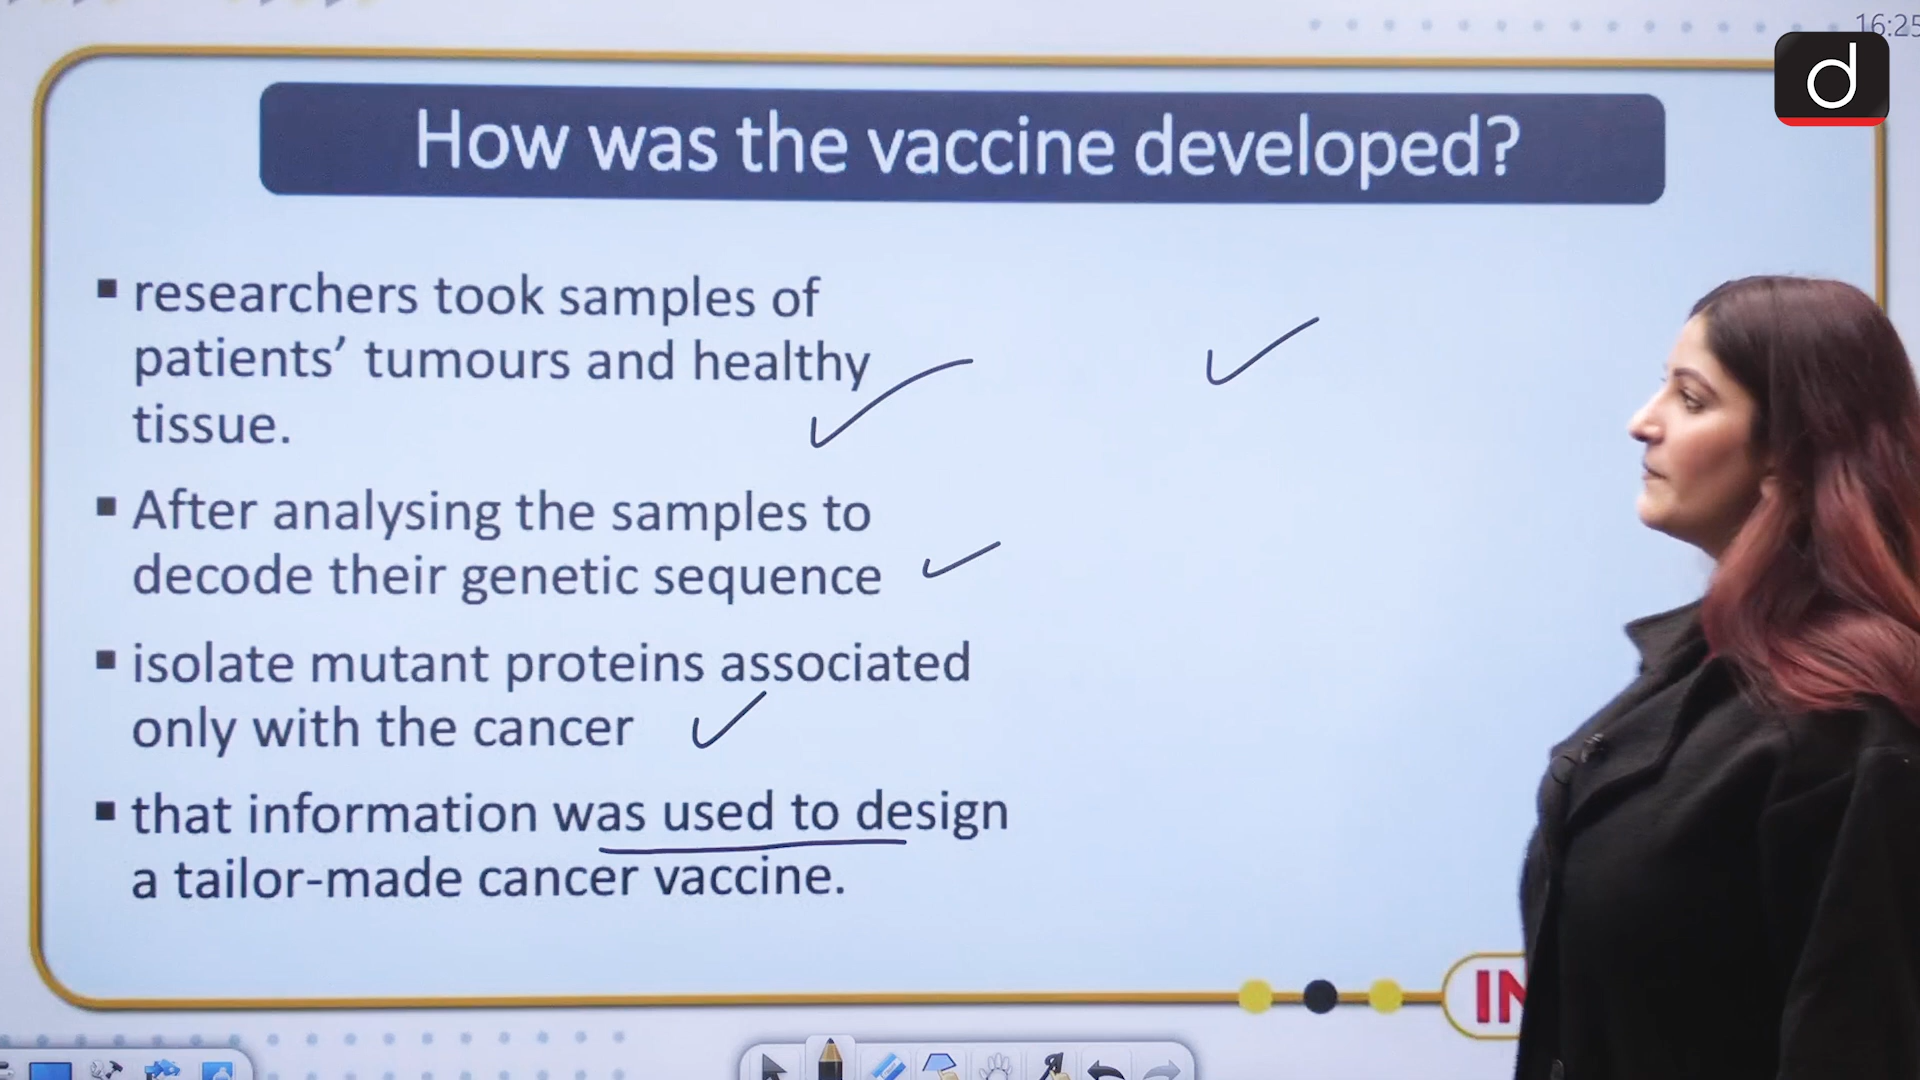 16:25
d
How was the vaccine developed?
▪ researchers took samples of
patients’ tumours and healthy
tissue.
▪ After analysing the samples to
decode their genetic sequence
▪ isolate mutant proteins associated
only with the cancer
▪ that information was used to design
a tailor-made cancer vaccine.
IN